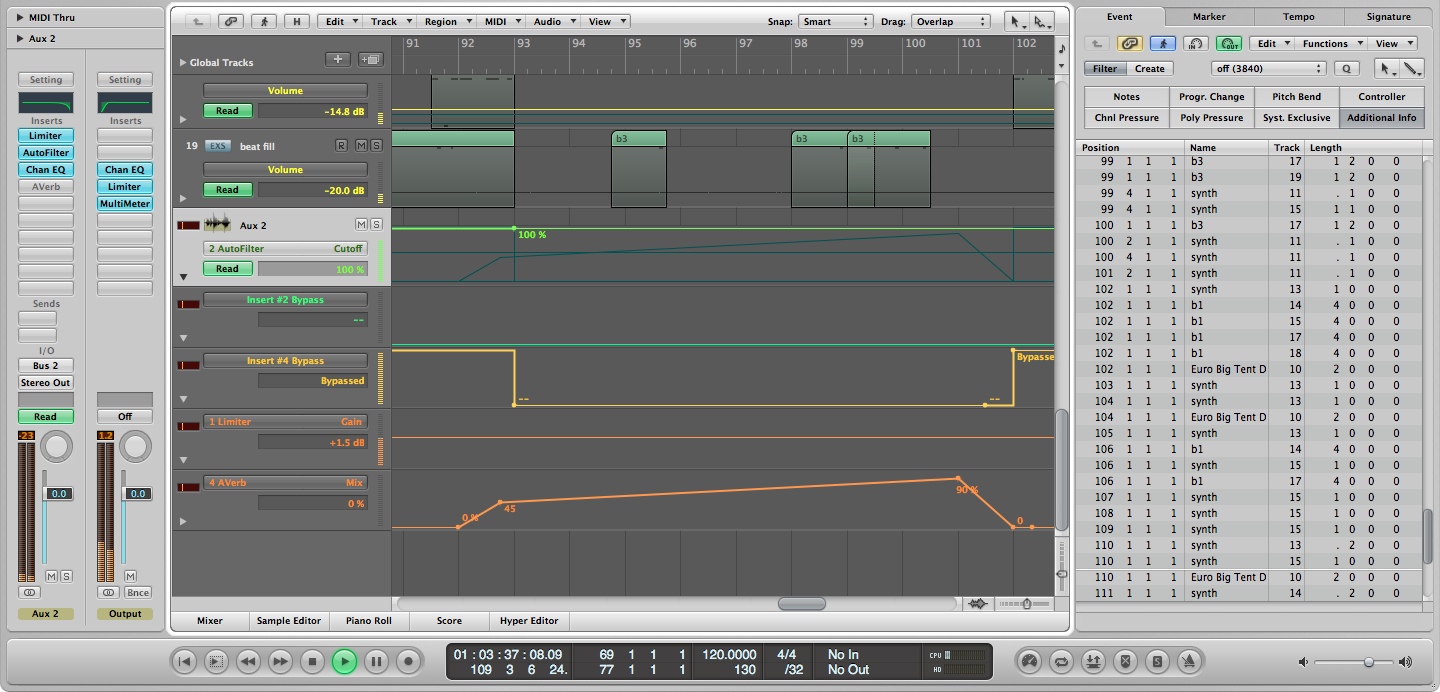 MIDI Thru
Aux 2
Setting
Setting
Inserts
Inserts
Limiter
AutoFilter
Chan EQ
Chan EQ
AVerb
Limiter
MultiMeter
Sends
I/O
Bus 2
Stereo Out
Read
Off
-23
1.2
0.0
0.0
M S
M
Bnce
Aux 2
Output
H
Edit
Track
Region
MIDI
Audio
View
Snap: Smart
Drag: Overlap
91 92 93 94 95 96 97 98 99 100 101 102
Global Tracks
Volume
Read
-14.8 dB
19 EXS beat fill R M S
b3
b3
b3
Volume
Read
-20.0 dB
Aux 2 M S
2 AutoFilter Cutoff
Read
100 %
100 %
Insert #2 Bypass
--
Insert #4 Bypass
Bypassed
--
--
Bypasse
1 Limiter Gain
+1.5 dB
4 AVerb Mix
0 %
0 %
45
90 %
0
Mixer
Sample Editor
Piano Roll
Score
Hyper Editor
Event
Marker
Tempo
Signature
IN
OUT
Edit
Functions
View
Filter
Create
off (3840)
Q
Notes
Progr. Change
Pitch Bend
Controller
Chnl Pressure
Poly Pressure
Syst. Exclusive
Additional Info
Position Name Track Length
99 1 1 1 b3 17 1 2 0 0
99 1 1 1 b3 19 1 2 0 0
99 4 1 1 synth 11 . 1 0 0
99 4 1 1 synth 15 1 1 0 0
100 1 1 1 b3 17 1 2 0 0
100 2 1 1 synth 11 . 1 0 0
100 4 1 1 synth 11 . 1 0 0
101 2 1 1 synth 11 . 1 0 0
102 1 1 1 synth 13 1 0 0 0
102 1 1 1 b1 14 4 0 0 0
102 1 1 1 b1 15 4 0 0 0
102 1 1 1 b1 17 4 0 0 0
102 1 1 1 b1 18 4 0 0 0
102 1 1 1 Euro Big Tent D 10 2 0 0 0
103 1 1 1 synth 13 1 0 0 0
104 1 1 1 synth 13 1 0 0 0
104 1 1 1 Euro Big Tent D 10 2 0 0 0
105 1 1 1 synth 13 1 0 0 0
106 1 1 1 b1 14 4 0 0 0
106 1 1 1 synth 15 1 0 0 0
106 1 1 1 b1 17 4 0 0 0
107 1 1 1 synth 15 1 0 0 0
108 1 1 1 synth 15 1 0 0 0
109 1 1 1 synth 15 1 0 0 0
110 1 1 1 synth 13 . 2 0 0
110 1 1 1 synth 15 1 0 0 0
110 1 1 1 Euro Big Tent D 10 2 0 0 0
111 1 1 1 synth 14 . 2 0 0
01 : 03 : 37 : 08.09
109 3 6 24.
69 1 1 1
77 1 1 1
120.0000
130
4/4
/32
No In
No Out
CPU
HD
S